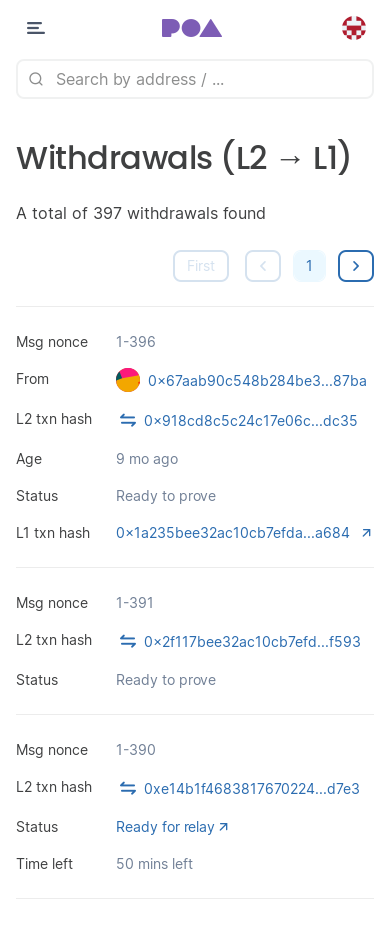 POA
Search by address / ...
Withdrawals (L2 → L1)
A total of 397 withdrawals found
First 1
Msg nonce 1-396
From 0x67aab90c548b284be3...87ba
L2 txn hash 0x918cd8c5c24c17e06c...dc35
Age 9 mo ago
Status Ready to prove
L1 txn hash 0x1a235bee32ac10cb7efda...a684
Msg nonce 1-391
L2 txn hash 0x2f117bee32ac10cb7efd...f593
Status Ready to prove
Msg nonce 1-390
L2 txn hash 0xe14b1f4683817670224...d7e3
Status Ready for relay
Time left 50 mins left